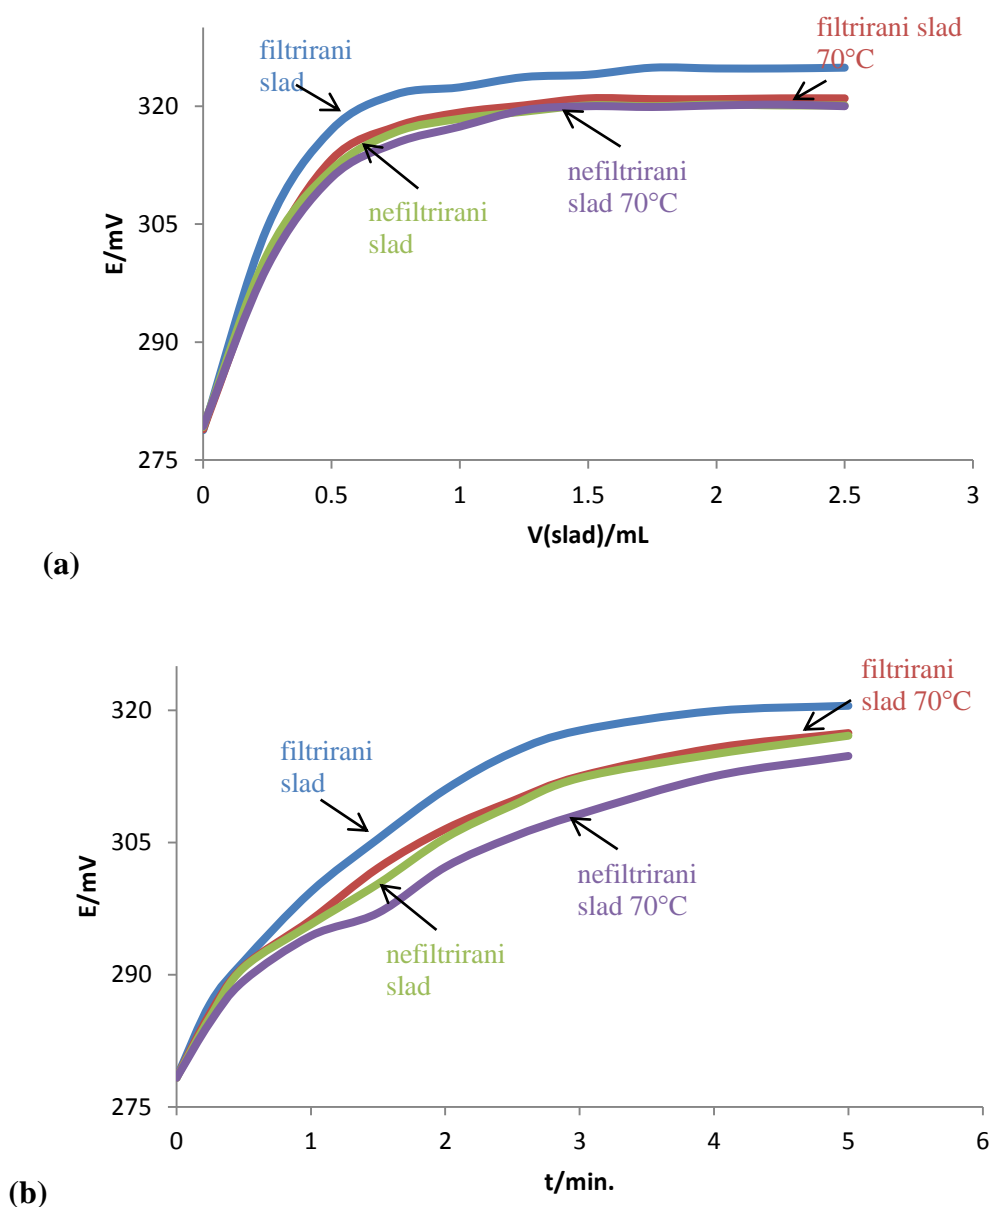 filtrirani
slad
filtrirani slad
70°C
nefiltrirani
slad 70°C
nefiltrirani
slad
E/mV
320
305
290
275
0 0.5 1 1.5 2 2.5 3
V(slad)/mL
(a)
filtrirani
slad 70°C
filtrirani
slad
nefiltrirani
slad 70°C
nefiltrirani
slad
E/mV
320
305
290
275
0 1 2 3 4 5 6
t/min.
(b)